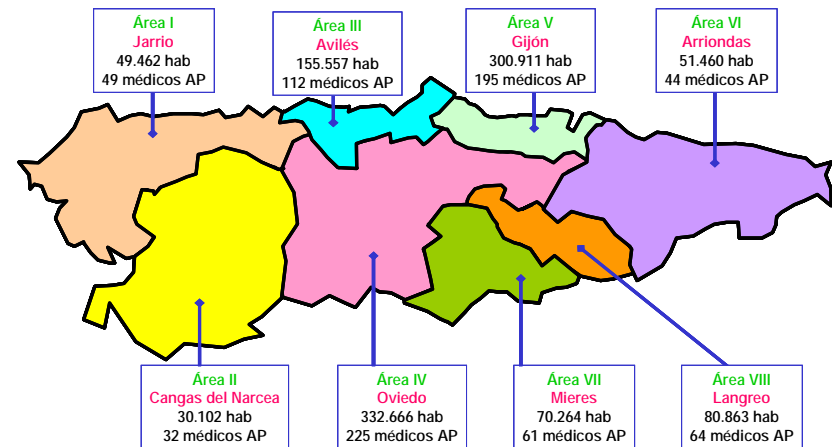 Área I
Jarrio
49.462 hab
49 médicos AP
Área III
Avilés
155.557 hab
112 médicos AP
Área V
Gijón
300.911 hab
195 médicos AP
Área VI
Arriondas
51.460 hab
44 médicos AP
Área II
Cangas del Narcea
30.102 hab
32 médicos AP
Área IV
Oviedo
332.666 hab
225 médicos AP
Área VII
Mieres
70.264 hab
61 médicos AP
Área VIII
Langreo
80.863 hab
64 médicos AP